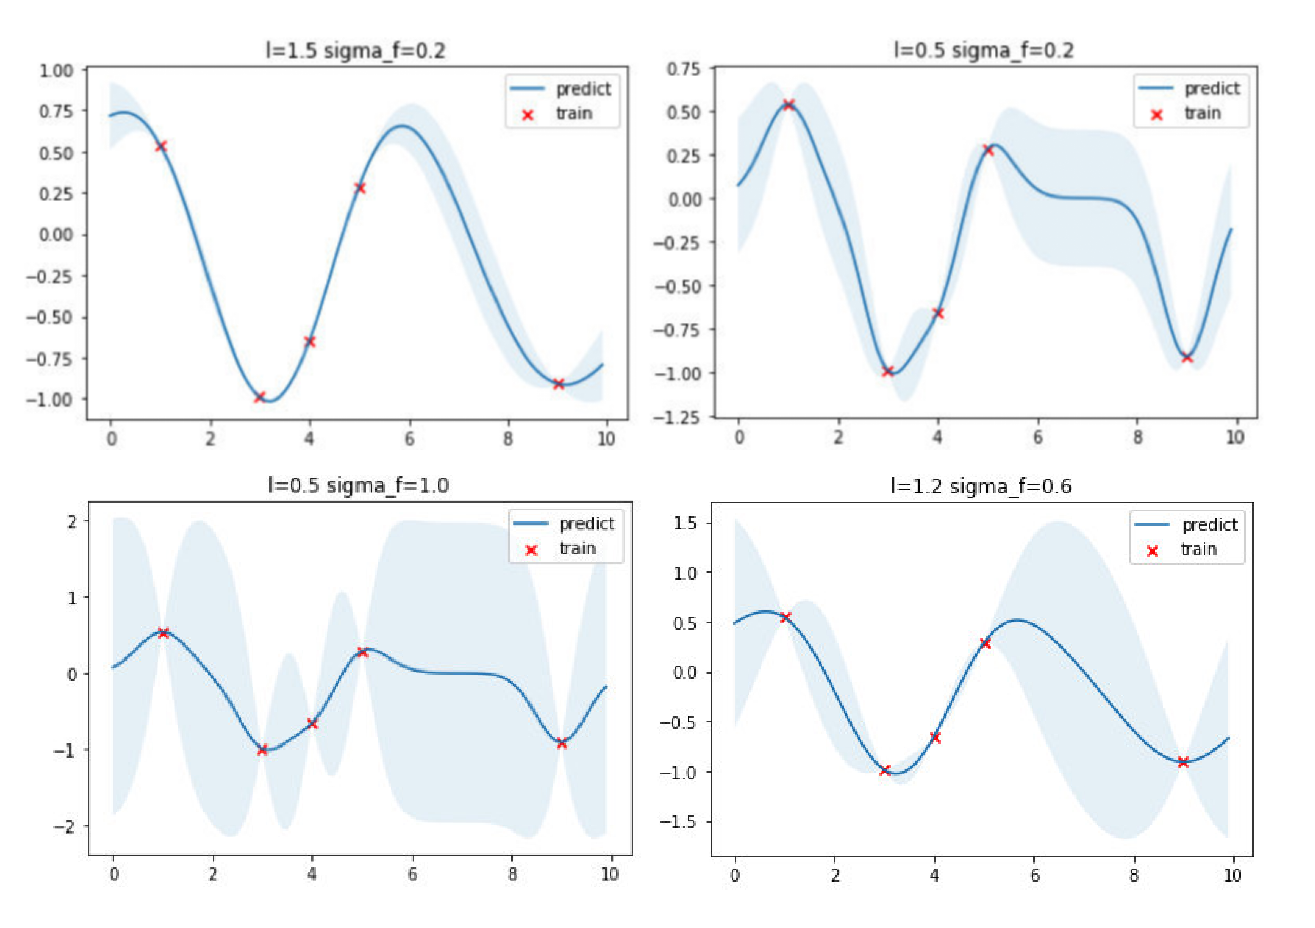 l=1.5 sigma_f=0.2
1.00
0.75
0.50
0.25
0.00
−0.25
−0.50
−0.75
−1.00
0 2 4 6 8 10
predict
train
l=0.5 sigma_f=0.2
0.75
0.50
0.25
0.00
−0.25
−0.50
−0.75
−1.00
−1.25
0 2 4 6 8 10
predict
train
l=0.5 sigma_f=1.0
2
1
0
−1
−2
0 2 4 6 8 10
predict
train
l=1.2 sigma_f=0.6
1.5
1.0
0.5
0.0
−0.5
−1.0
−1.5
0 2 4 6 8 10
predict
train